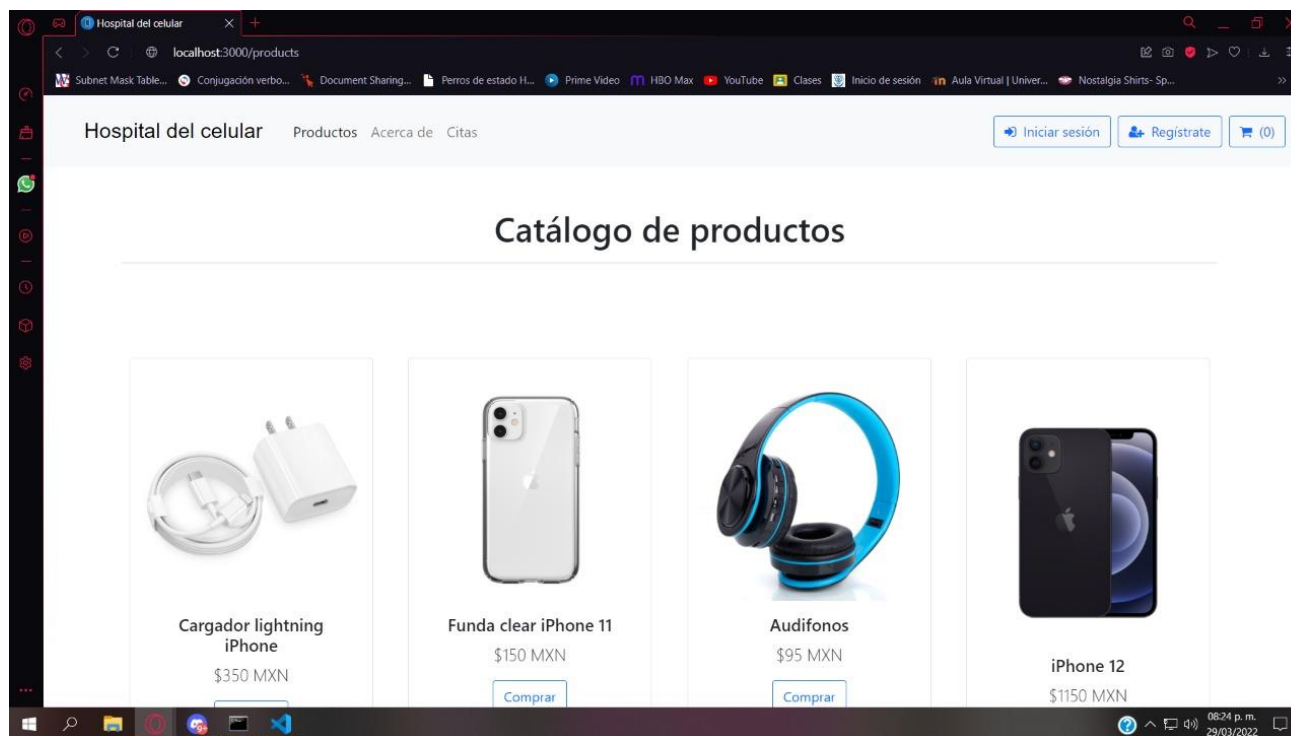 Hospital del celular
localhost:3000/products
Subnet Mask Table... Conjugación verbo... Document Sharing... Perros de estado H... Prime Video HBO Max YouTube Clases Inicio de sesión Aula Virtual | Univer... Nostalgia Shirts- Sp...
Hospital del celular Productos Acerca de Citas Iniciar sesión Regístrate (0)
Catálogo de productos
Cargador lightning
iPhone
$350 MXN
Funda clear iPhone 11
$150 MXN
Comprar
Audifonos
$95 MXN
Comprar
iPhone 12
$1150 MXN
08:24 p. m.
29/03/2022